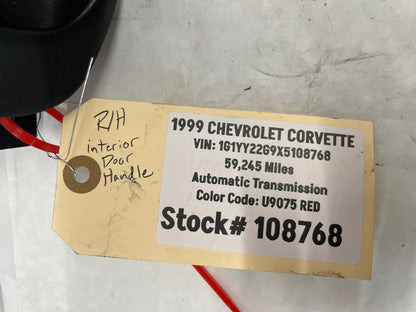 R/H
interior
Door
Handle
1999 CHEVROLET CORVETTE
VIN: 1G1YY22G9X5108768
59,245 Miles
Automatic Transmission
Color Code: U9075 RED
Stock# 108768